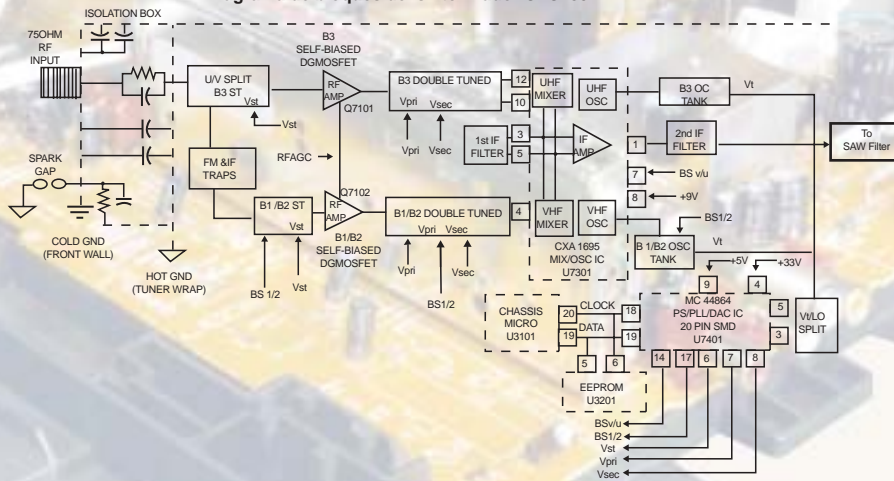 ISOLATION BOX
75OHM
RF
INPUT
SPARK
GAP
COLD GND
(FRONT WALL)
HOT GND
(TUNER WRAP)
U/V SPLIT
B3 ST
Vst
Vst
FM &IF
TRAPS
B1 /B2 ST
Vst
BS 1/2
Vst
B3
SELF-BIASED
DGMOSFET
RF
AMP
Q7101
RFAGC
Q7102
RF
AMP
B1/B2
SELF-BIASED
DGMOSFET
B3 DOUBLE TUNED
Vpri
Vsec
Vpri
Vsec
12
10
1st IF
FILTER
3
5
B1/B2 DOUBLE TUNED
Vpri
Vsec
4
Vpri
Vsec
BS1/2
UHF
MIXER
UHF
OSC
IF
AMP
VHF
MIXER
VHF
OSC
CXA 1695
MIX/OSC IC
U7301
B3 OC
TANK
Vt
1
2nd IF
FILTER
To
SAW Filter
7
BS v/u
8
+9V
BS1/2
B 1/B2 OSC
TANK
Vt
+5V
+33V
9
4
MC 44864
PS/PLL/DAC IC
20 PIN SMD
U7401
5
3
Vt/LO
SPLIT
CHASSIS
MICRO
U3101
20
CLOCK
18
19
DATA
19
5
6
EEPROM
U3201
14
17
6
7
8
BSv/u
BS1/2
Vst
Vpri
Vsec